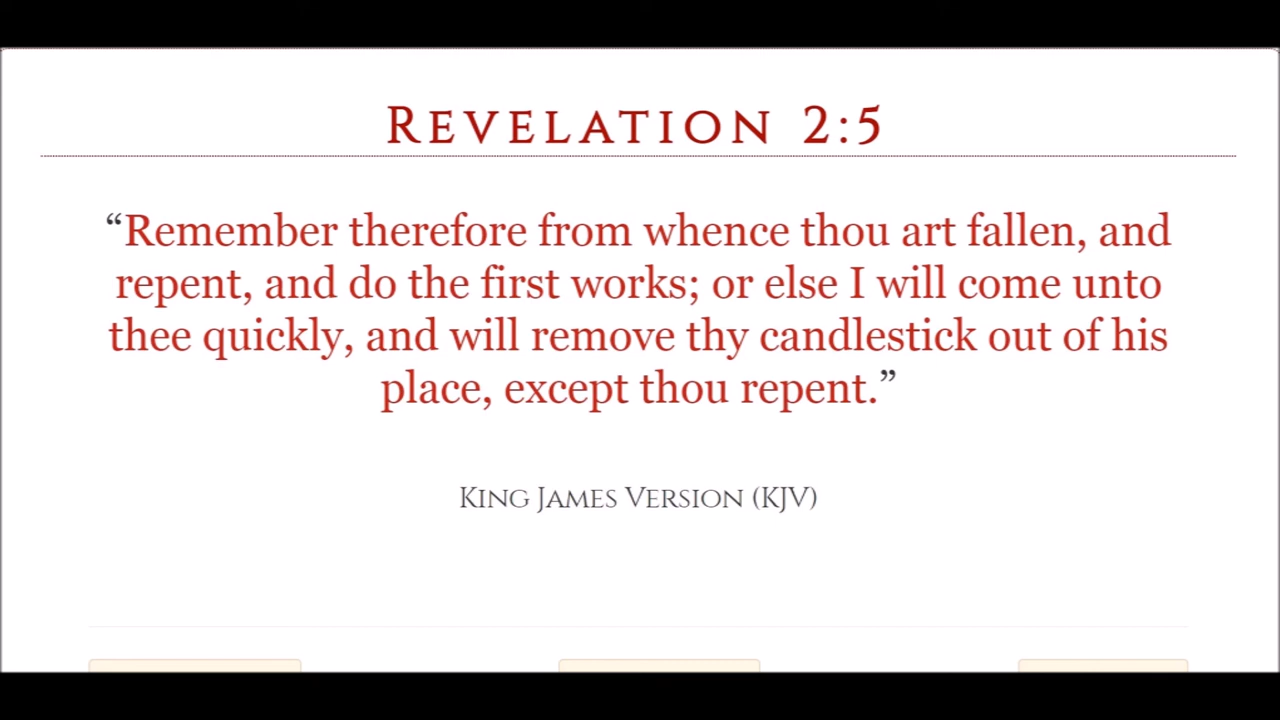 Revelation 2:5
“Remember therefore from whence thou art fallen, and
repent, and do the first works; or else I will come unto
thee quickly, and will remove thy candlestick out of his
place, except thou repent.”
King James Version (KJV)